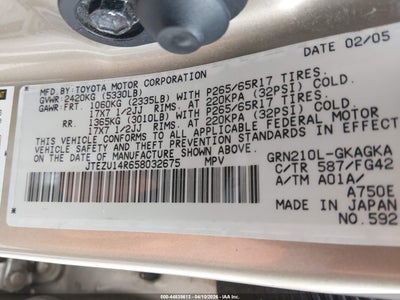 DATE 02/05
MFD.BY:TOYOTA MOTOR CORPORATION
GVWR:2420KG (5330LB)
GAWR: FRT. 1060KG (2335LB) WITH P265/65R17 TIRES.
17X7 1/2JJ RIMS. AT 220KPA (32PSI) COLD.
RR. 1365KG (3010LB) WITH P265/65R17 TIRES.
17X7 1/2JJ RIMS. AT 220KPA (32PSI) COLD.
THIS VEHICLE CONFORMS TO ALL APPLICABLE FEDERAL MOTOR
VEHICLE SAFETY AND THEFT PREVENTION STANDARDS IN EFFECT
ON THE DATE OF MANUFACTURE SHOWN ABOVE.
JTEZU14R658032675 MPV
GRN210L-GKAGKA
C/TR 587/FG42
A/TM A01A/
A750E
MADE IN JAPAN
NO.592
000-44839613 - 04/10/2026 - IAA Inc.